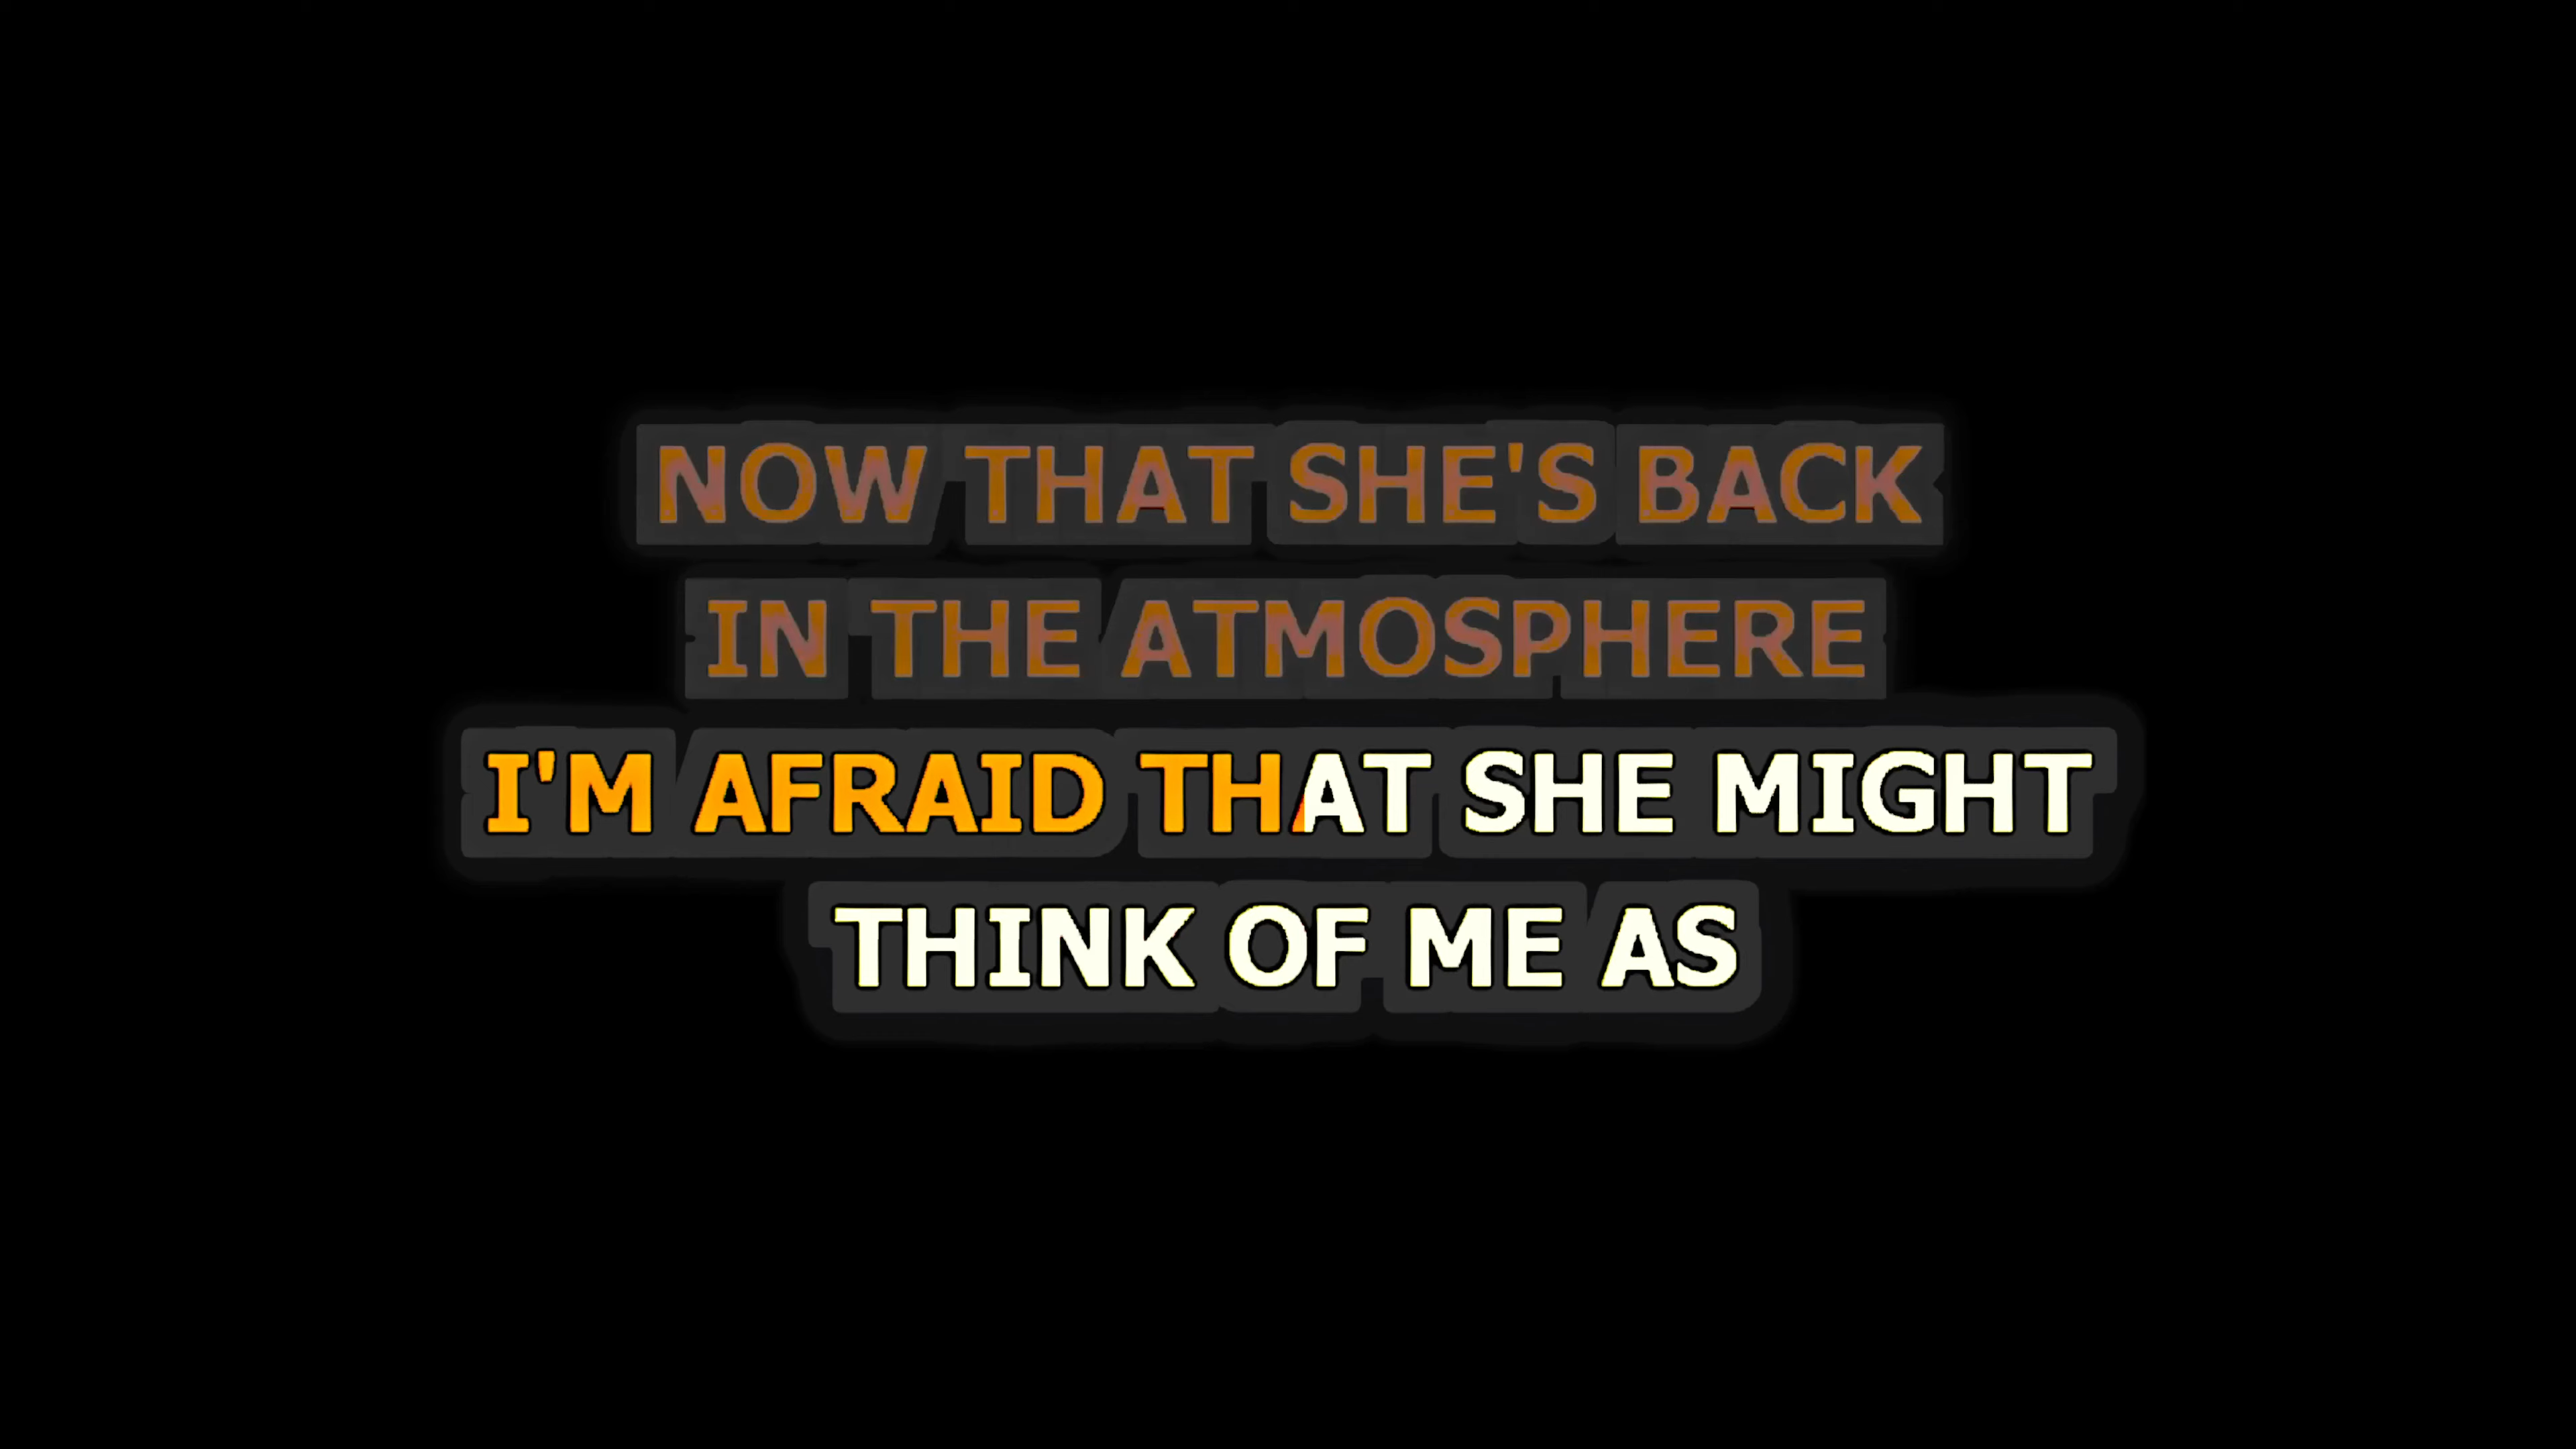 NOW THAT SHE'S BACK
IN THE ATMOSPHERE
I'M AFRAID THAT SHE MIGHT
THINK OF ME AS